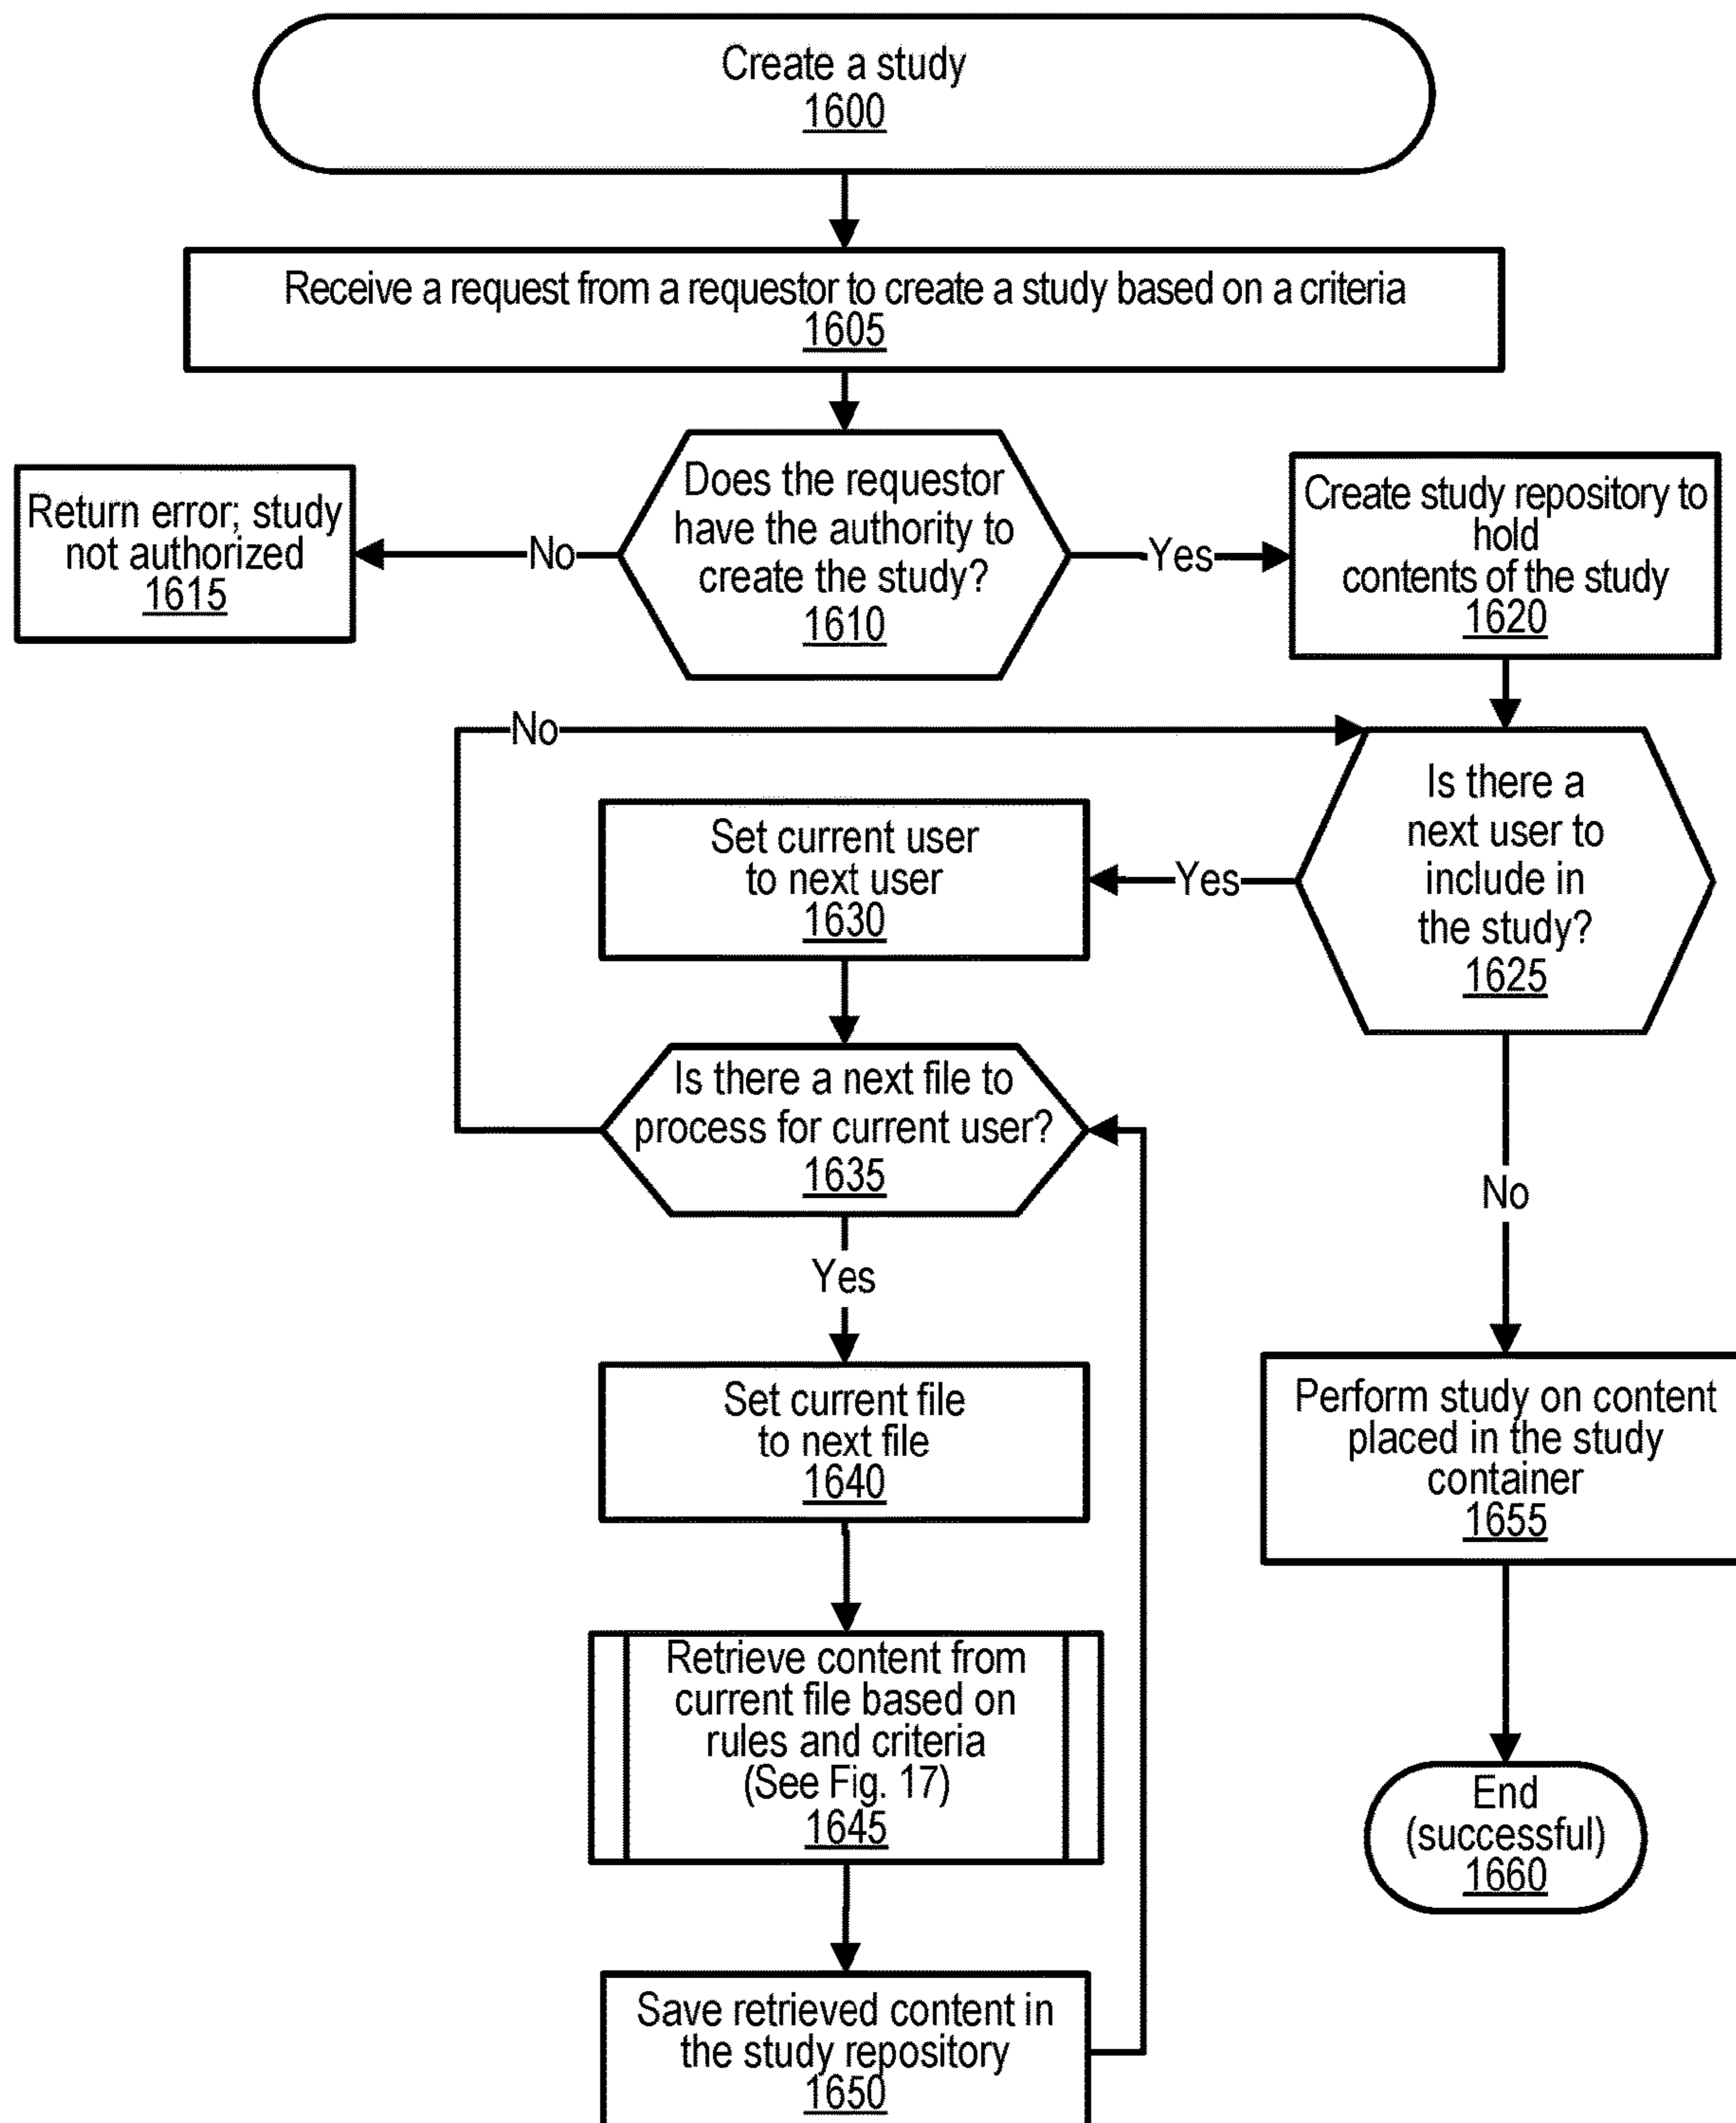 Create a study
1600
Receive a request from a requestor to create a study based on a criteria
1605
Does the requestor
have the authority to
create the study?
1610
No
Return error; study
not authorized
1615
Yes
Create study repository to
hold
contents of the study
1620
No
Is there a
next user to
include in
the study?
1625
Yes
Set current user
to next user
1630
Is there a next file to
process for current user?
1635
No
Yes
Set current file
to next file
1640
Perform study on content
placed in the study
container
1655
Retrieve content from
current file based on
rules and criteria
(See Fig. 17)
1645
End
(successful)
1660
Save retrieved content in
the study repository
1650